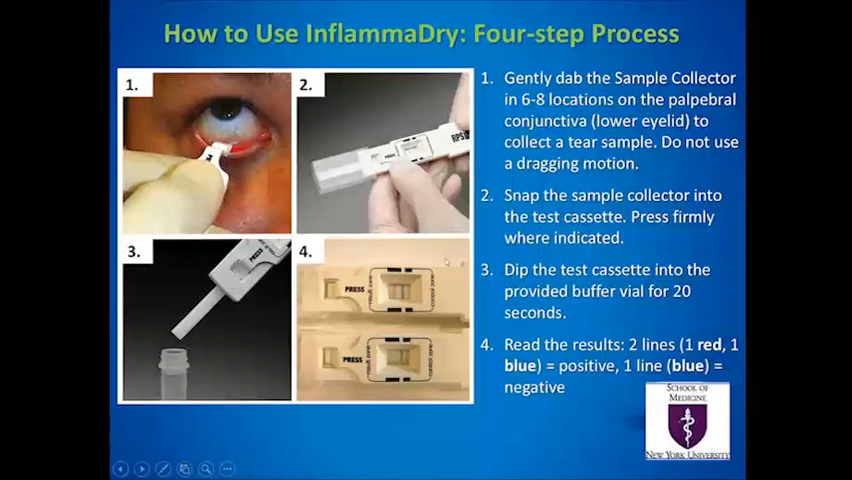 How to Use InflammaDry: Four-step Process
1.
2.
3.
4.
PRESS
PRESS
PRESS
PRESS
1. Gently dab the Sample Collector
in 6-8 locations on the palpebral
conjunctiva (lower eyelid) to
collect a tear sample. Do not use
a dragging motion.
2. Snap the sample collector into
the test cassette. Press firmly
where indicated.
3. Dip the test cassette into the
provided buffer vial for 20
seconds.
4. Read the results: 2 lines (1 red, 1
blue) = positive, 1 line (blue) =
negative
SCHOOL OF
MEDICINE
NEW YORK UNIVERSITY